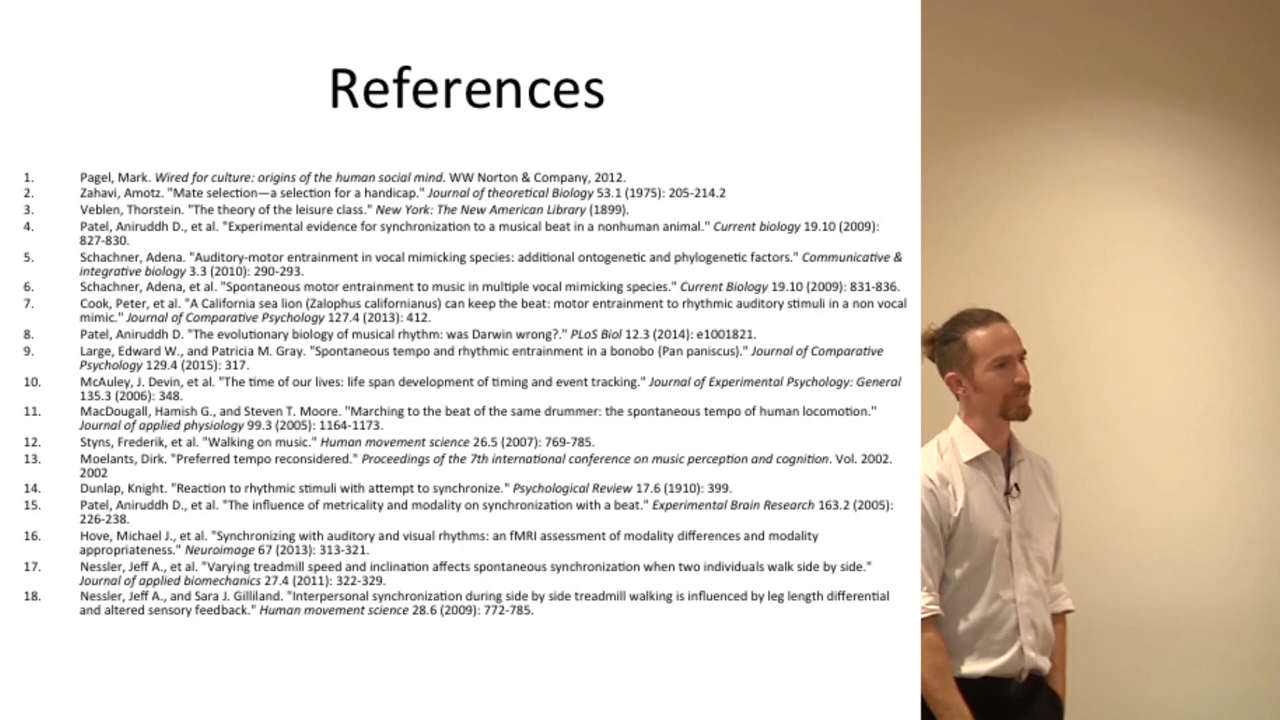 References
1. Pagel, Mark. Wired for culture: origins of the human social mind. WW Norton & Company, 2012.
2. Zahavi, Amotz. "Mate selection—a selection for a handicap." Journal of theoretical Biology 53.1 (1975): 205-214.2
3. Veblen, Thorstein. "The theory of the leisure class." New York: The New American Library (1899).
4. Patel, Aniruddh D., et al. "Experimental evidence for synchronization to a musical beat in a nonhuman animal." Current biology 19.10 (2009):
827-830.
5. Schachner, Adena. "Auditory-motor entrainment in vocal mimicking species: additional ontogenetic and phylogenetic factors." Communicative &
integrative biology 3.3 (2010): 290-293.
6. Schachner, Adena, et al. "Spontaneous motor entrainment to music in multiple vocal mimicking species." Current Biology 19.10 (2009): 831-836.
7. Cook, Peter, et al. "A California sea lion (Zalophus californianus) can keep the beat: motor entrainment to rhythmic auditory stimuli in a non vocal
mimic." Journal of Comparative Psychology 127.4 (2013): 412.
8. Patel, Aniruddh D. "The evolutionary biology of musical rhythm: was Darwin wrong?." PLoS Biol 12.3 (2014): e1001821.
9. Large, Edward W., and Patricia M. Gray. "Spontaneous tempo and rhythmic entrainment in a bonobo (Pan paniscus)." Journal of Comparative
Psychology 129.4 (2015): 317.
10. McAuley, J. Devin, et al. "The time of our lives: life span development of timing and event tracking." Journal of Experimental Psychology: General
135.3 (2006): 348.
11. MacDougall, Hamish G., and Steven T. Moore. "Marching to the beat of the same drummer: the spontaneous tempo of human locomotion."
Journal of applied physiology 99.3 (2005): 1164-1173.
12. Styns, Frederik, et al. "Walking on music." Human movement science 26.5 (2007): 769-785.
13. Moelants, Dirk. "Preferred tempo reconsidered." Proceedings of the 7th international conference on music perception and cognition. Vol. 2002.
2002
14. Dunlap, Knight. "Reaction to rhythmic stimuli with attempt to synchronize." Psychological Review 17.6 (1910): 399.
15. Patel, Aniruddh D., et al. "The influence of metricality and modality on synchronization with a beat." Experimental Brain Research 163.2 (2005):
226-238.
16. Hove, Michael J., et al. "Synchronizing with auditory and visual rhythms: an fMRI assessment of modality differences and modality
appropriateness." Neuroimage 67 (2013): 313-321.
17. Nessler, Jeff A., et al. "Varying treadmill speed and inclination affects spontaneous synchronization when two individuals walk side by side."
Journal of applied biomechanics 27.4 (2011): 322-329.
18. Nessler, Jeff A., and Sara J. Gilliland. "Interpersonal synchronization during side by side treadmill walking is influenced by leg length differential
and altered sensory feedback." Human movement science 28.6 (2009): 772-785.